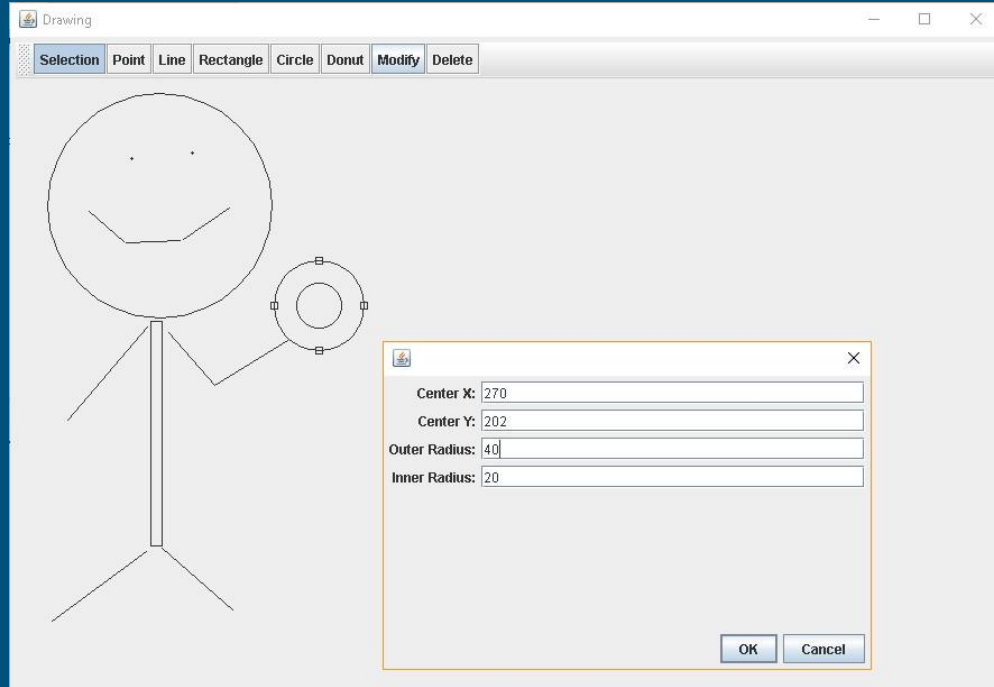 Drawing
Selection Point Line Rectangle Circle Donut Modify Delete
Center X: 270
Center Y: 202
Outer Radius: 40
Inner Radius: 20
OK Cancel